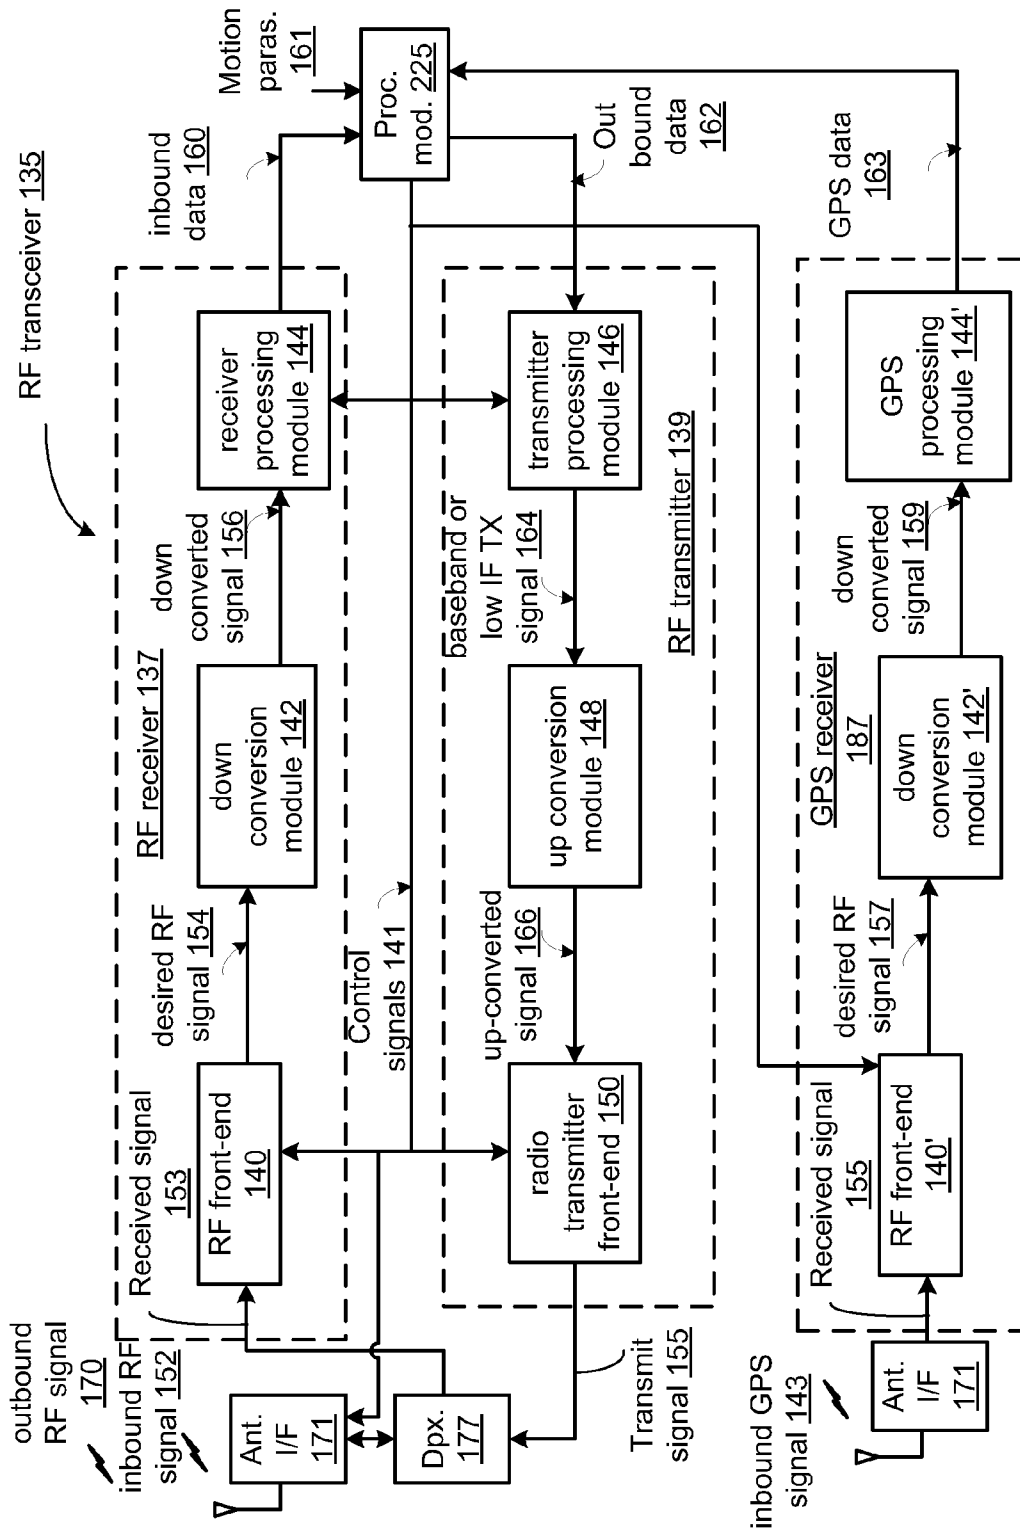 RF transceiver 135
outbound
RF signal
170
inbound RF
signal 152
Ant.
I/F
171
Dpx.
177
Received signal
153
RF front-end
140
desired RF
signal 154
RF receiver 137
down
conversion
module 142
down
converted
signal 156
receiver
processing
module 144
inbound
data 160
Motion
paras.
161
Proc.
mod. 225
Control
signals 141
Transmit
signal 155
radio
transmitter
front-end 150
up-converted
signal 166
up conversion
module 148
baseband or
low IF TX
signal 164
transmitter
processing
module 146
RF transmitter 139
Out
bound
data
162
inbound GPS
signal 143
Ant.
I/F
171
Received signal
155
RF front-end
140'
desired RF
signal 157
GPS receiver
187
down
conversion
module 142'
down
converted
signal 159
GPS
processing
module 144'
GPS data
163